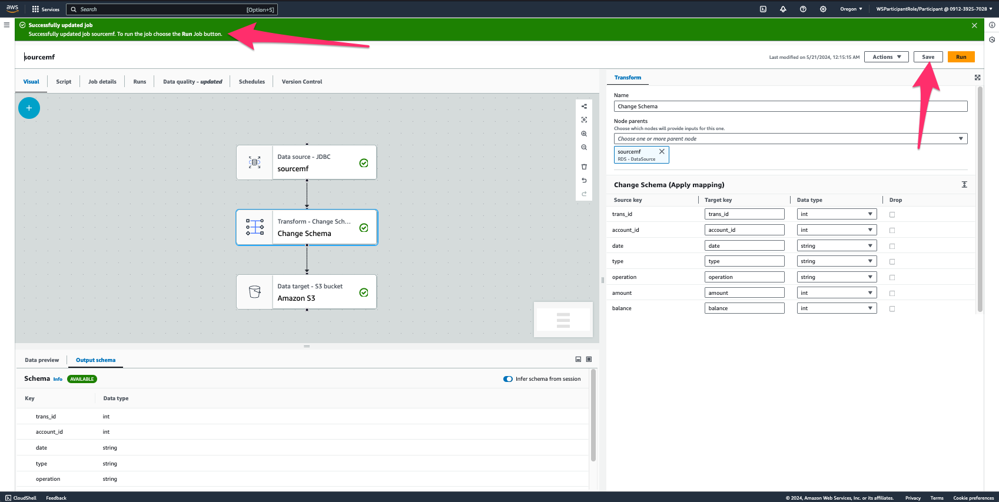 aws
Services
Search
[Option+S]
Oregon
WSParticipantRole/Participant @ 0912-3925-7028
Successfully updated job
Successfully updated job sourcemf. To run the job choose the Run Job button.
sourcemf
Last modified on 5/21/2024, 12:15:15 AM
Actions
Save
Run
Visual
Script
Job details
Runs
Data quality - updated
Schedules
Version Control
Data source - JDBC
sourcemf
Transform - Change Sch...
Change Schema
Data target - S3 bucket
Amazon S3
Transform
Name
Change Schema
Node parents
Choose which nodes will provide inputs for this one.
Choose one or more parent node
sourcemf
RDS - DataSource
Change Schema (Apply mapping)
Source key Target key Data type Drop
trans_id trans_id int
account_id account_id int
date date string
type type string
operation operation string
amount amount int
balance balance int
Data preview
Output schema
Schema Info AVAILABLE
Infer schema from session
Key Data type
trans_id int
account_id int
date string
type string
operation string
CloudShell
Feedback
© 2024, Amazon Web Services, Inc. or its affiliates.
Privacy
Terms
Cookie preferences